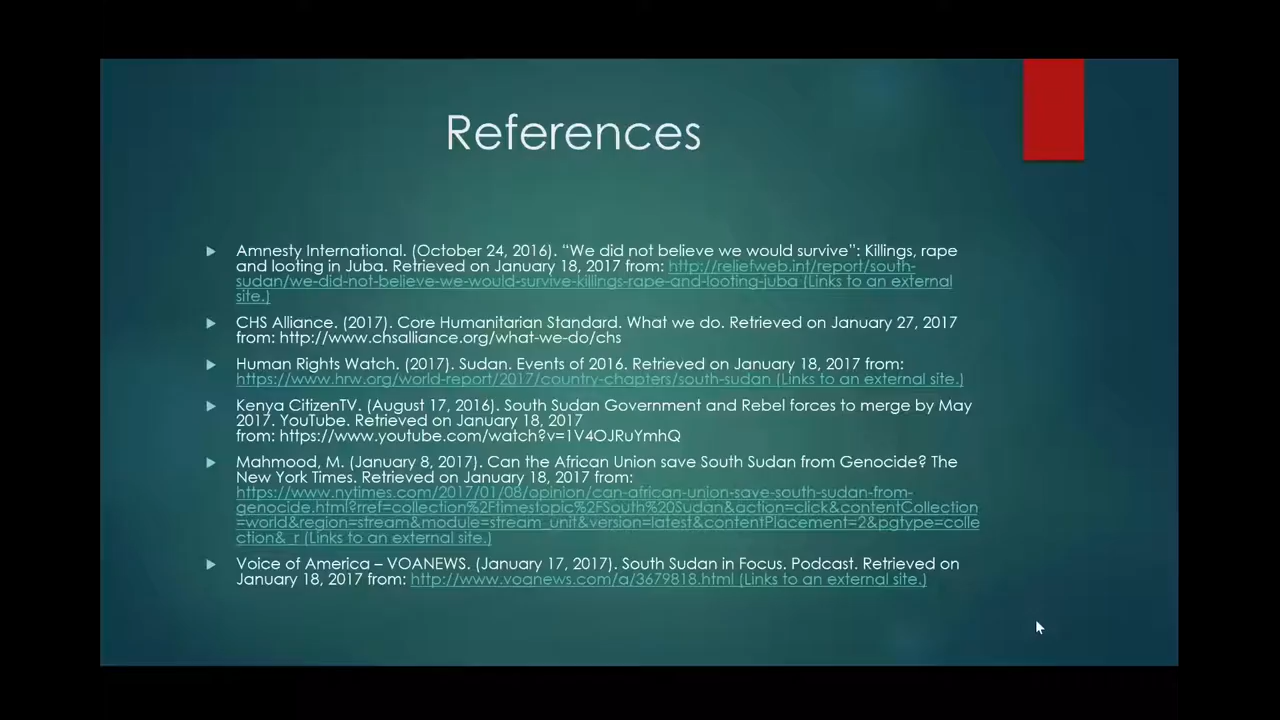 References
Amnesty International. (October 24, 2016). “We did not believe we would survive”: Killings, rape
and looting in Juba. Retrieved on January 18, 2017 from: http://reliefweb.int/report/south-
sudan/we-did-not-believe-we-would-survive-killings-rape-and-looting-juba (Links to an external
site.)
CHS Alliance. (2017). Core Humanitarian Standard. What we do. Retrieved on January 27, 2017
from: http://www.chsalliance.org/what-we-do/chs
Human Rights Watch. (2017). Sudan. Events of 2016. Retrieved on January 18, 2017 from:
https://www.hrw.org/world-report/2017/country-chapters/south-sudan (Links to an external site.)
Kenya CitizenTV. (August 17, 2016). South Sudan Government and Rebel forces to merge by May
2017. YouTube. Retrieved on January 18, 2017
from: https://www.youtube.com/watch?v=1V4OJRuYmhQ
Mahmood, M. (January 8, 2017). Can the African Union save South Sudan from Genocide? The
New York Times. Retrieved on January 18, 2017 from:
https://www.nytimes.com/2017/01/08/opinion/can-african-union-save-south-sudan-from-
genocide.html?rref=collection%2Ftimestopic%2FSouth%20Sudan&action=click&contentCollection
=world&region=stream&module=stream_unit&version=latest&contentPlacement=2&pgtype=colle
ction&_r (Links to an external site.)
Voice of America – VOANEWS. (January 17, 2017). South Sudan in Focus. Podcast. Retrieved on
January 18, 2017 from: http://www.voanews.com/a/3679818.html (Links to an external site.)